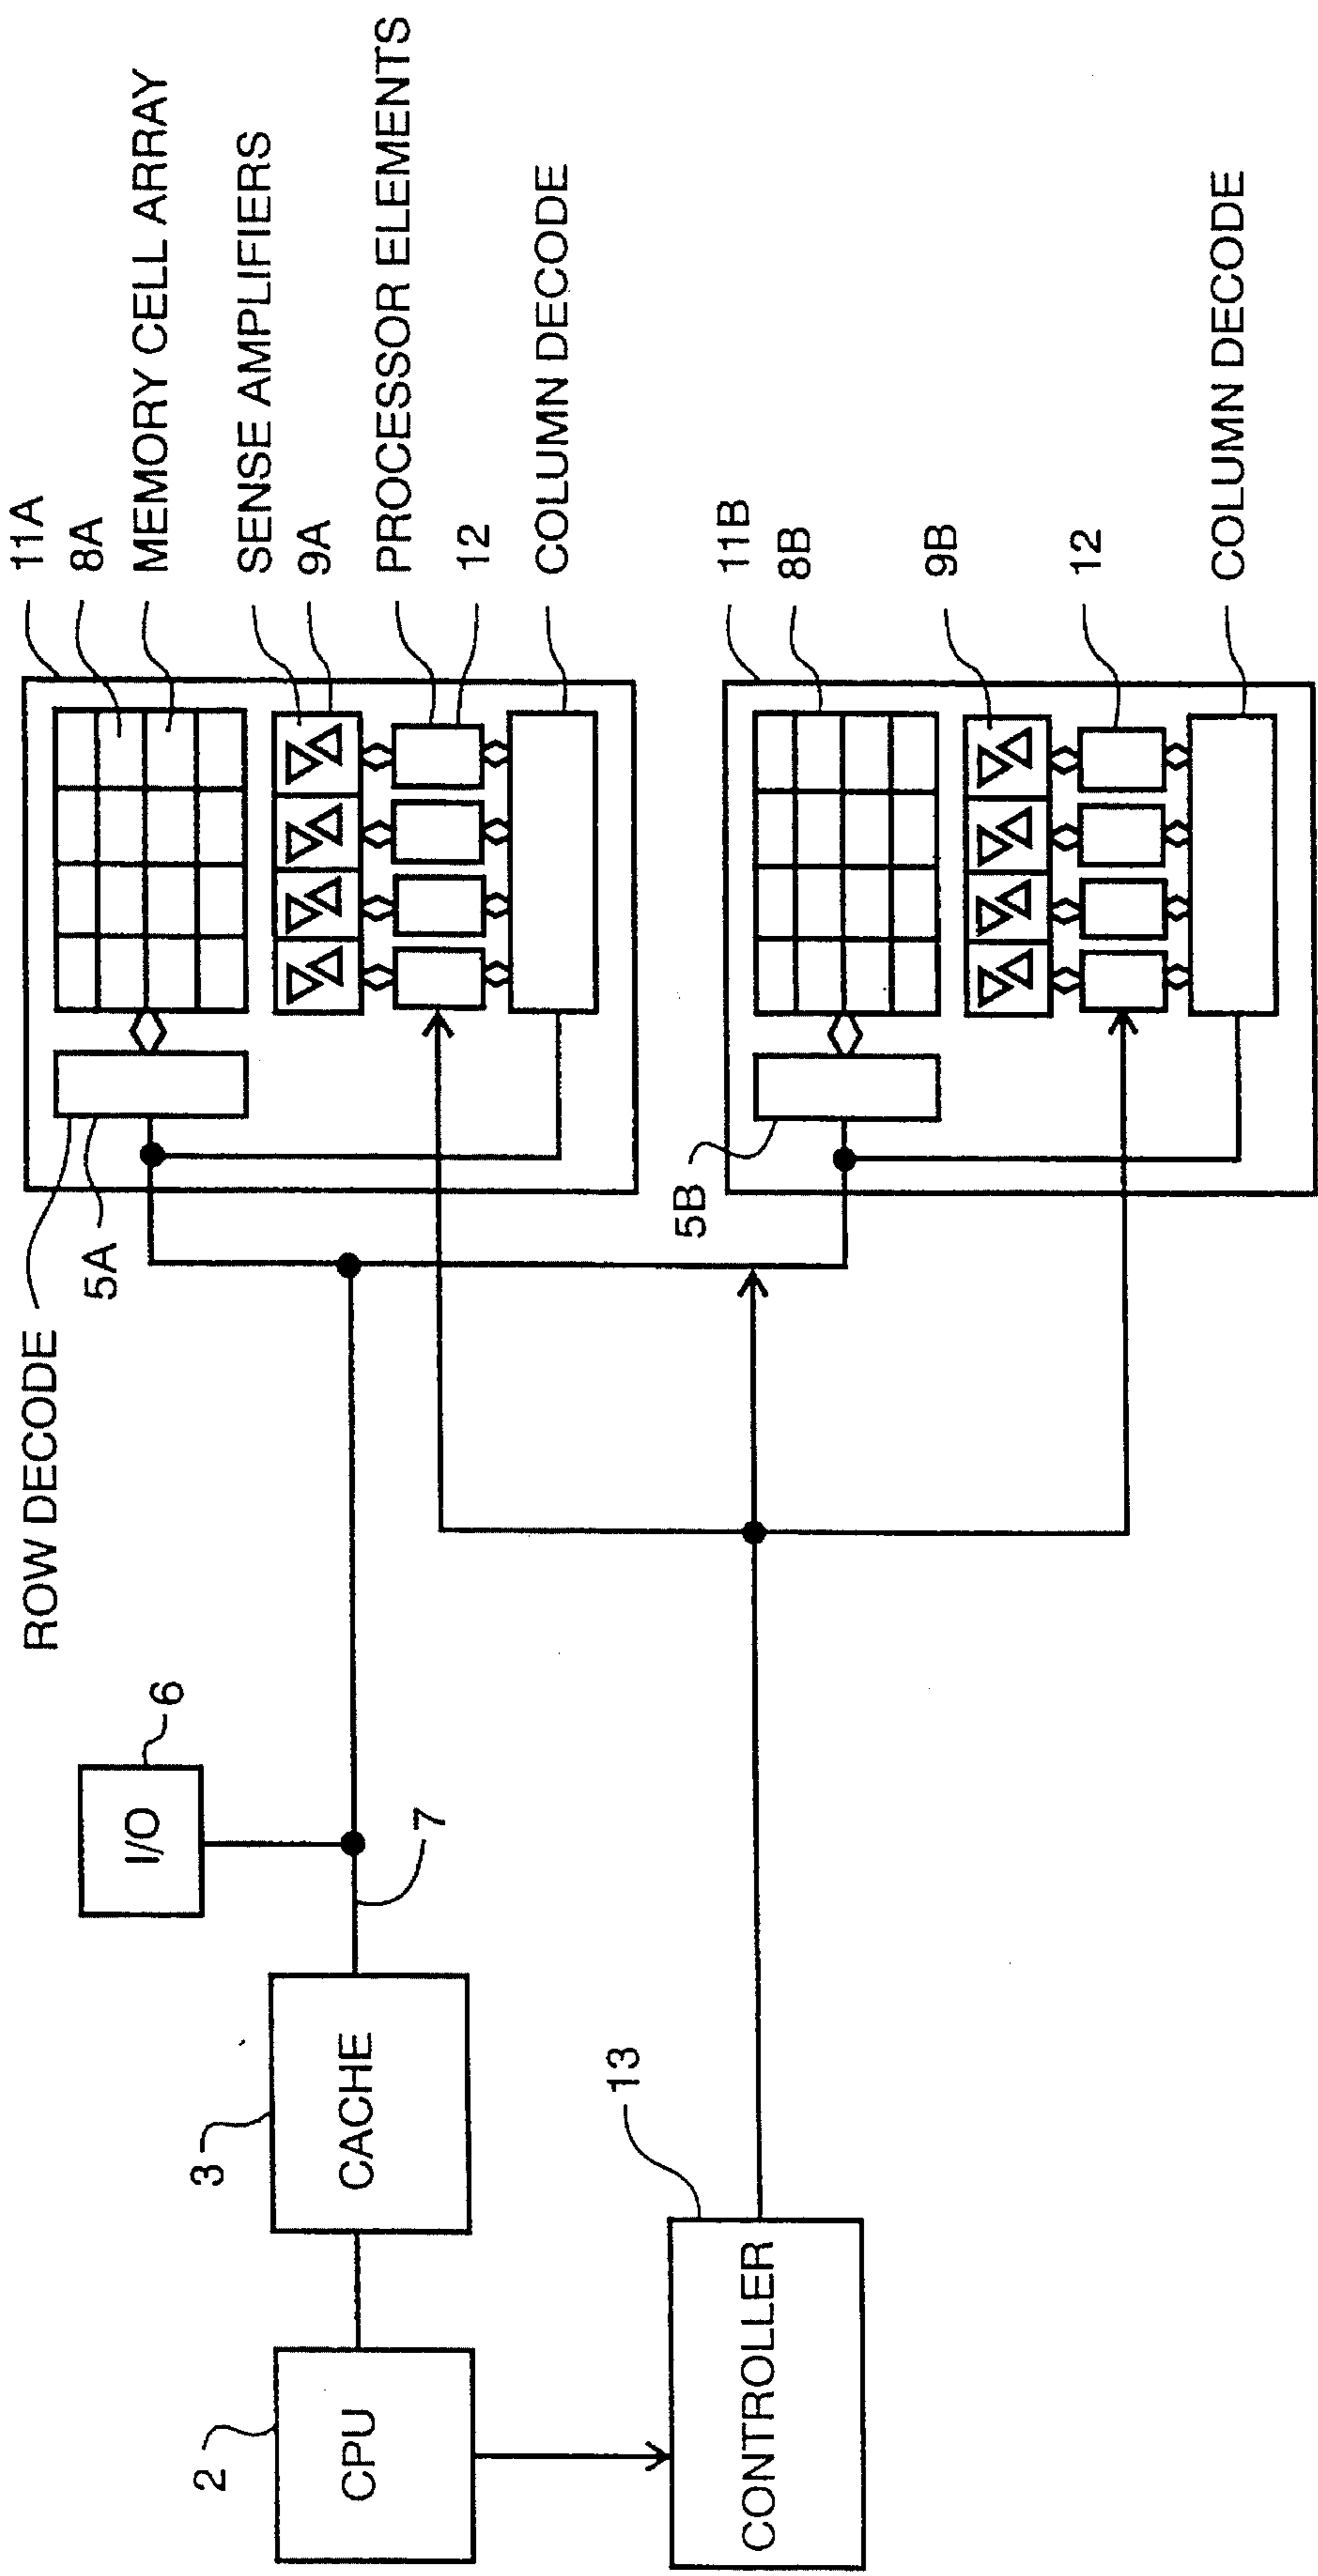 11A
8A
MEMORY CELL ARRAY
SENSE AMPLIFIERS
9A
PROCESSOR ELEMENTS
12
COLUMN DECODE
ROW DECODE
5A
11B
8B
9B
12
COLUMN DECODE
5B
I/O
6
7
3
CACHE
2
CPU
13
CONTROLLER